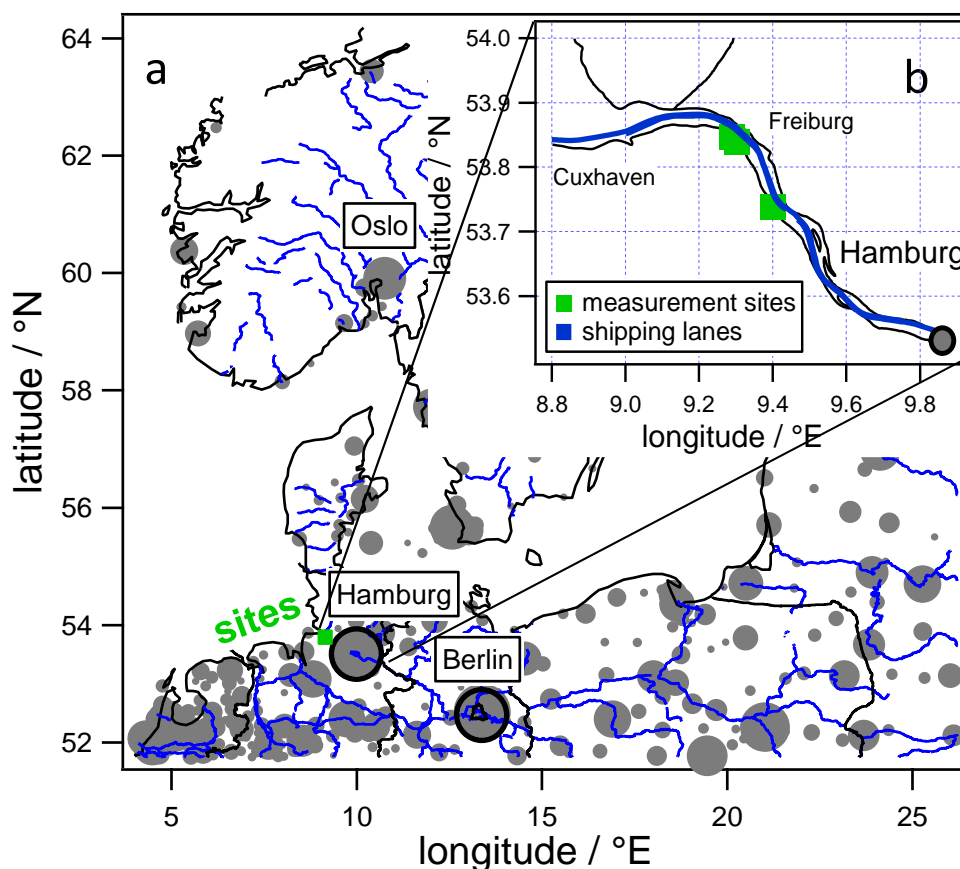 a
64
62
60
58
56
54
52
latitude / °N
5
10
15
20
25
longitude / °E
Oslo
sites
Hamburg
Berlin
b
54.0
53.9
53.8
53.7
53.6
latitude / °N
8.8
9.0
9.2
9.4
9.6
9.8
longitude / °E
Freiburg
Cuxhaven
Hamburg
measurement sites
shipping lanes